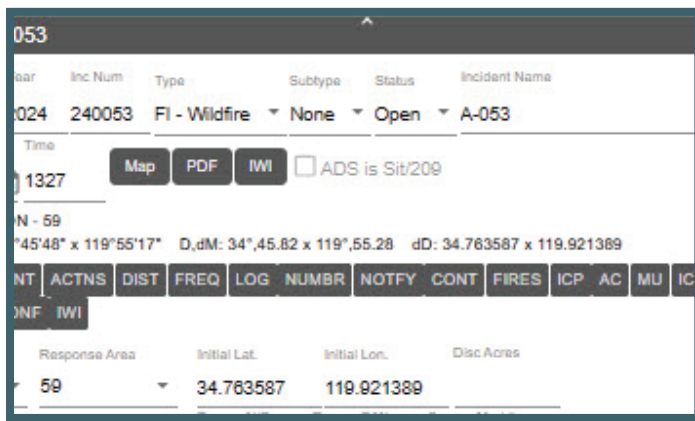 053
ear Inc Num Type Subtype Status Incident Name
2024 240053 FI - Wildfire None Open A-053
Time
1327 Map PDF IWI ADS is Sit/209
N - 59
°45'48" x 119°55'17" D,dM: 34°,45.82 x 119°,55.28 dD: 34.763587 x 119.921389
NT ACTNS DIST FREQ LOG NUMBR NOTFY CONT FIRES ICP AC MU IC
ONF IWI
Response Area Initial Lat. Initial Lon. Disc Acres
59 34.763587 119.921389